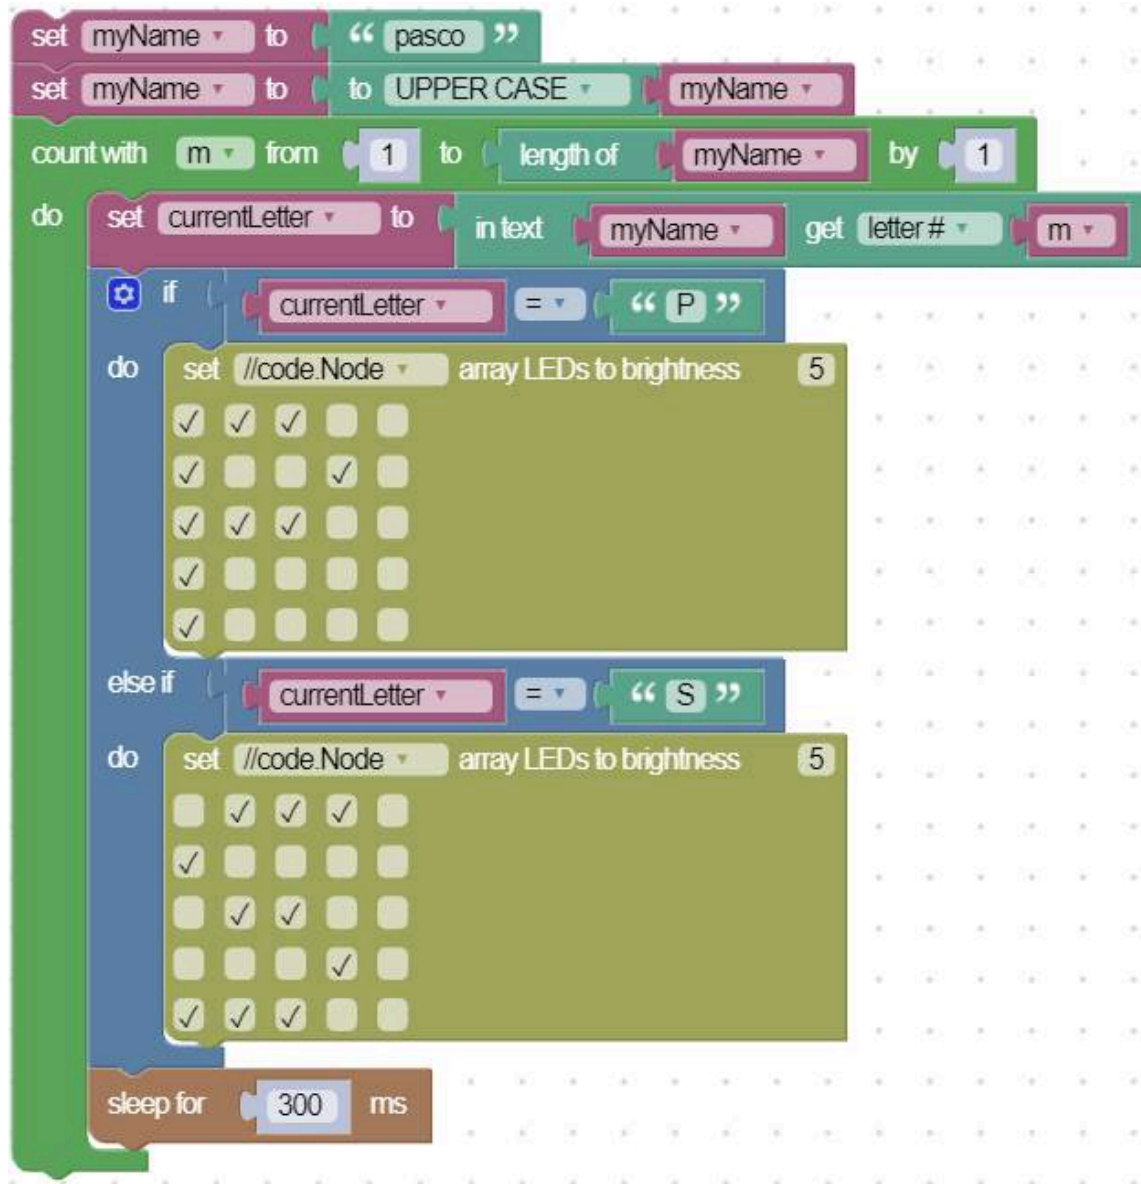 set myName to “ pasco ”
set myName to to UPPER CASE myName
count with m from 1 to length of myName by 1
do set currentLetter to in text myName get letter # m
if currentLetter = “ P ”
do set //code.Node array LEDs to brightness 5
✓ ✓ ✓
✓ ✓
✓ ✓ ✓
✓
✓
else if currentLetter = “ S ”
do set //code.Node array LEDs to brightness 5
✓ ✓ ✓
✓
✓ ✓
✓
✓ ✓ ✓
sleep for 300 ms